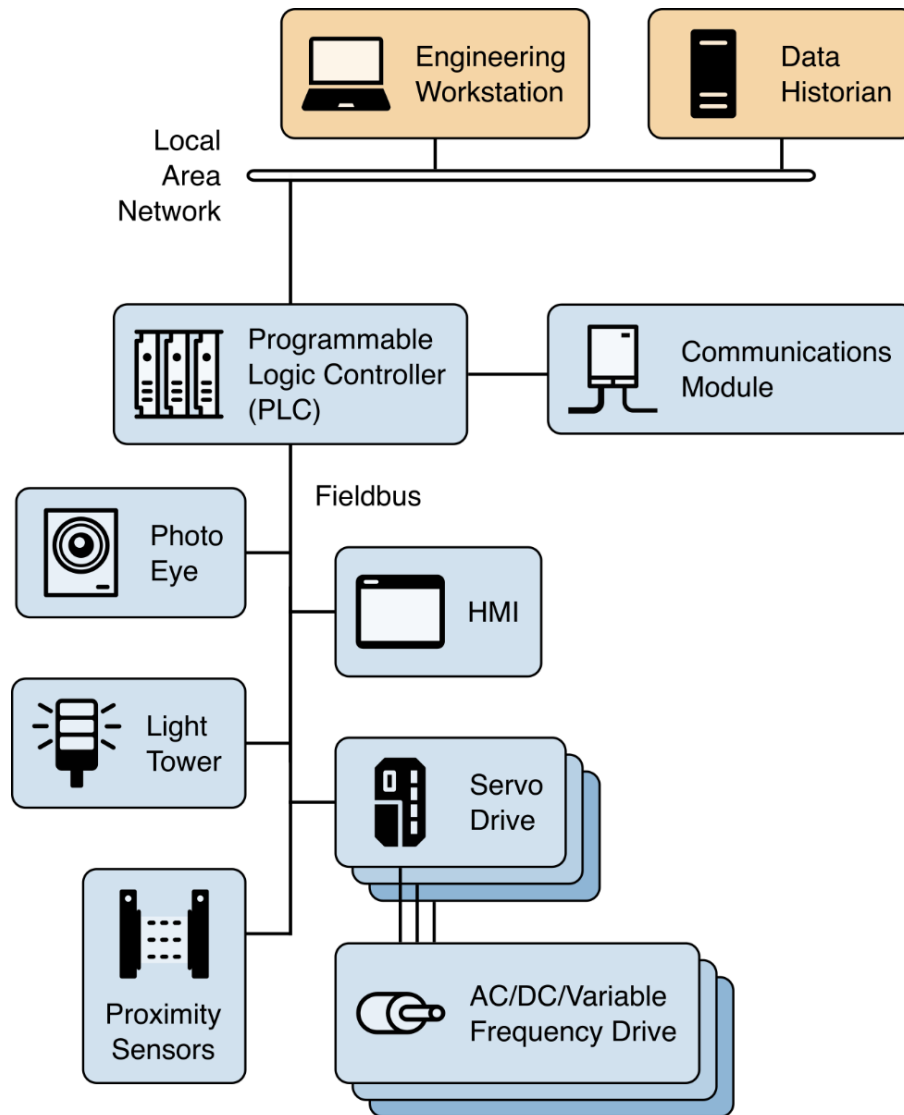 Engineering
Workstation
Data
Historian
Local
Area
Network
Programmable
Logic Controller
(PLC)
Communications
Module
Fieldbus
Photo
Eye
HMI
Light
Tower
Servo
Drive
Proximity
Sensors
AC/DC/Variable
Frequency Drive